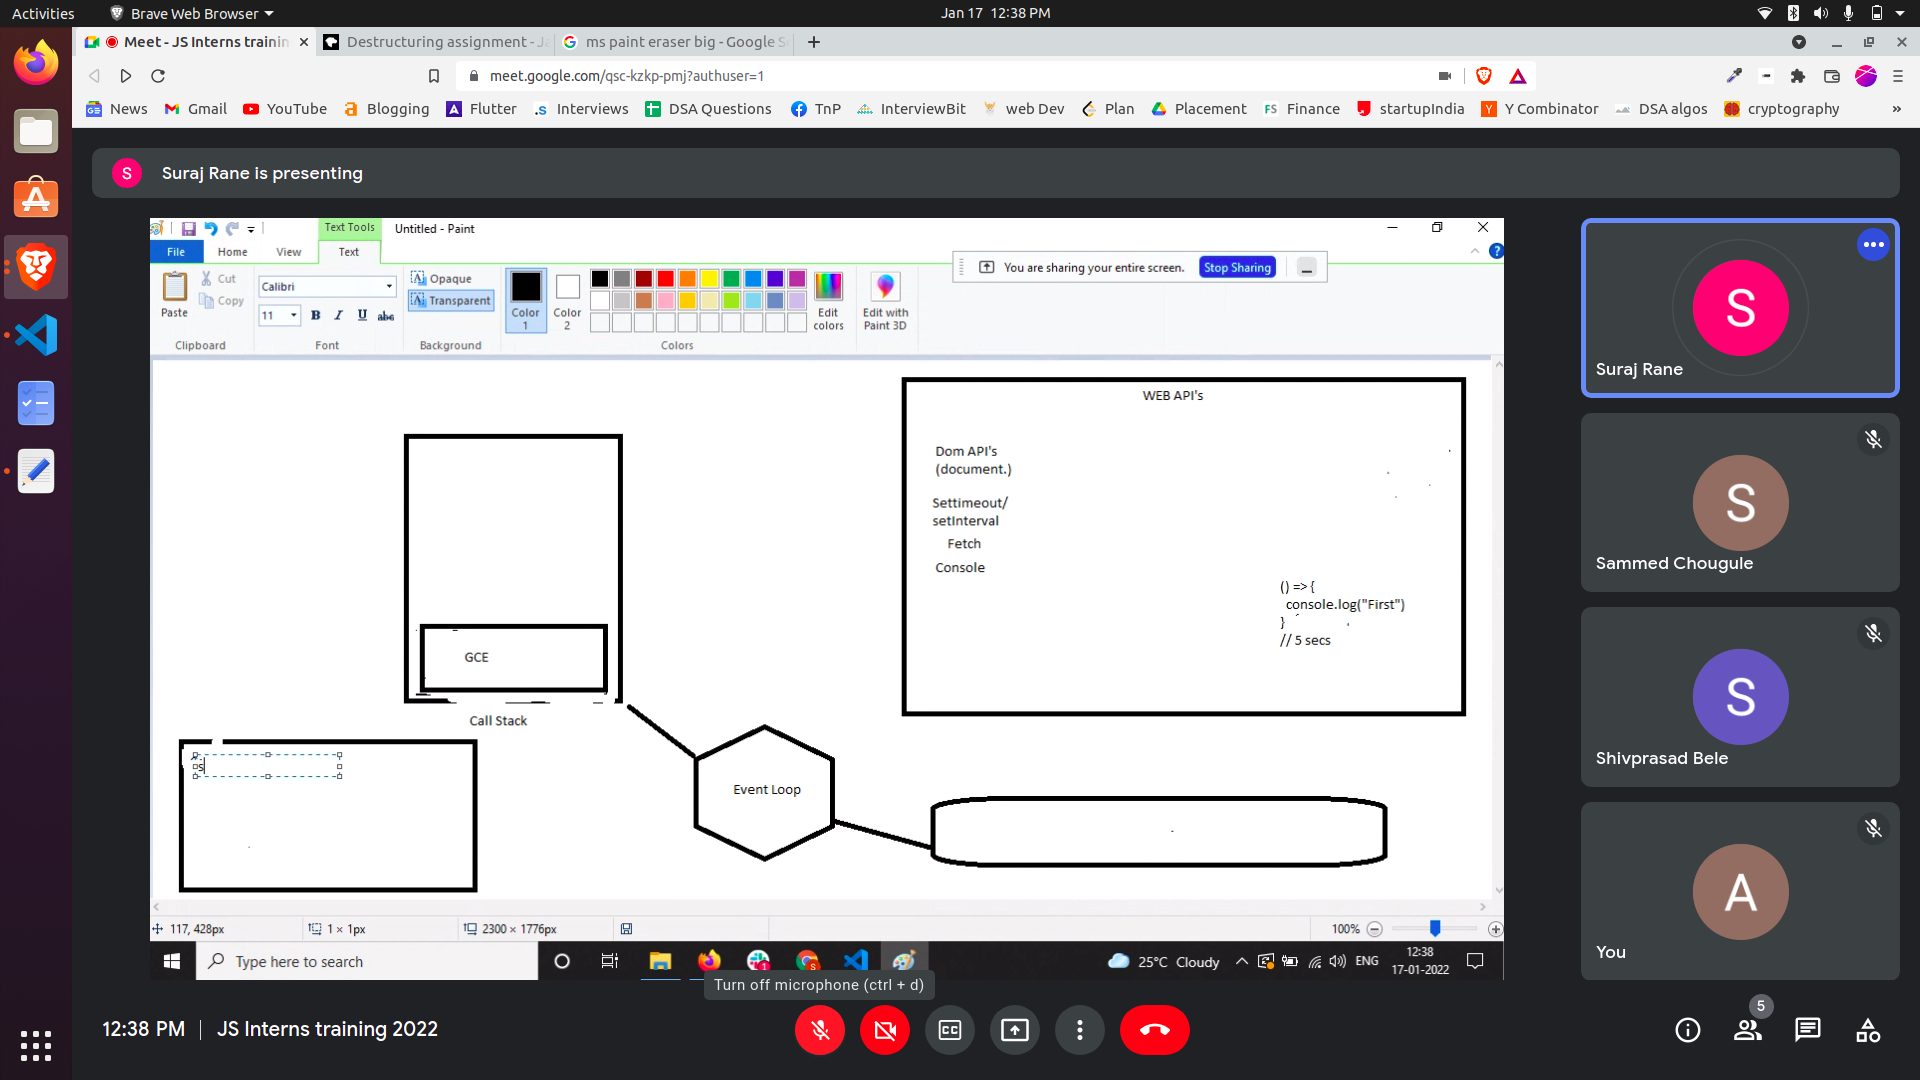 Activities
Brave Web Browser
Jan 17 12:38 PM
Meet - JS Interns trainin
Destructuring assignment - J
ms paint eraser big - Google S
meet.google.com/qsc-kzkp-pmj?authuser=1
News
Gmail
YouTube
Blogging
Flutter
Interviews
DSA Questions
TnP
InterviewBit
web Dev
Plan
Placement
FS Finance
startupIndia
Y Combinator
DSA algos
cryptography
»
S
Suraj Rane is presenting
Text Tools
Untitled - Paint
File
Home
View
Text
You are sharing your entire screen.
Stop Sharing
Paste
Cut
Copy
Clipboard
Calibri
11
B I U abc
Font
Opaque
Transparent
Background
Color 1
Color 2
Edit colors
Colors
Edit with Paint 3D
WEB API's
Dom API's
(document.)
Settimeout/
setInterval
Fetch
Console
() => {
console.log("First")
}
// 5 secs
GCE
Call Stack
s
Event Loop
117, 428px
1 × 1px
2300 × 1776px
100%
Type here to search
25°C Cloudy
ENG
12:38
17-01-2022
Turn off microphone (ctrl + d)
S
Suraj Rane
S
Sammed Chougule
S
Shivprasad Bele
A
You
12:38 PM
JS Interns training 2022
CC
5